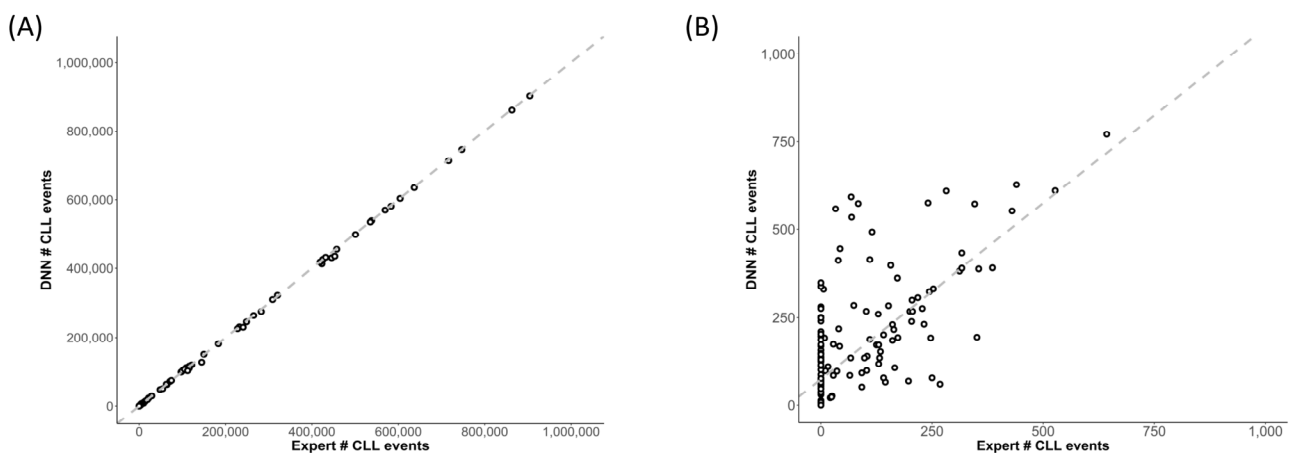 (A)
1,000,000
800,000
600,000
400,000
200,000
0
DNN # CLL events
0 200,000 400,000 600,000 800,000 1,000,000
Expert # CLL events
(B)
1,000
750
500
250
0
DNN # CLL events
0 250 500 750 1,000
Expert # CLL events